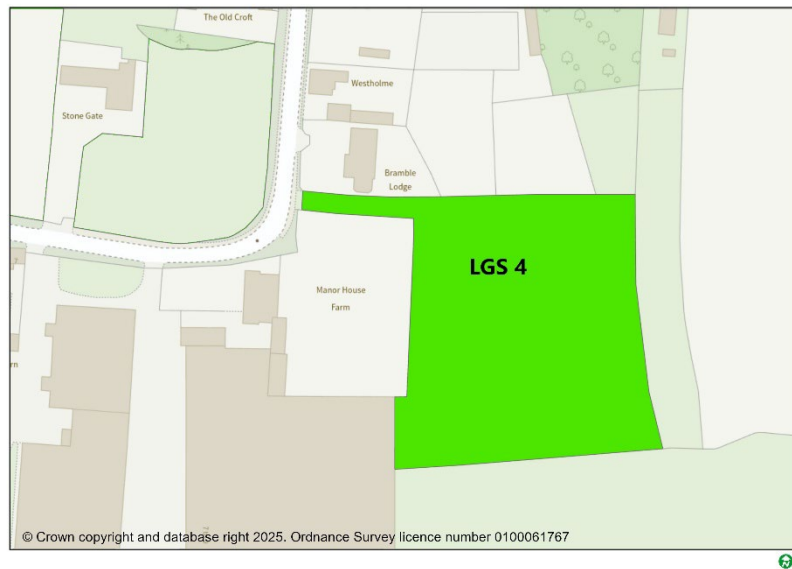 The Old Croft
Westholme
Stone Gate
Bramble
Lodge
LGS 4
Manor House
Farm
rn
© Crown copyright and database right 2025. Ordnance Survey licence number 0100061767